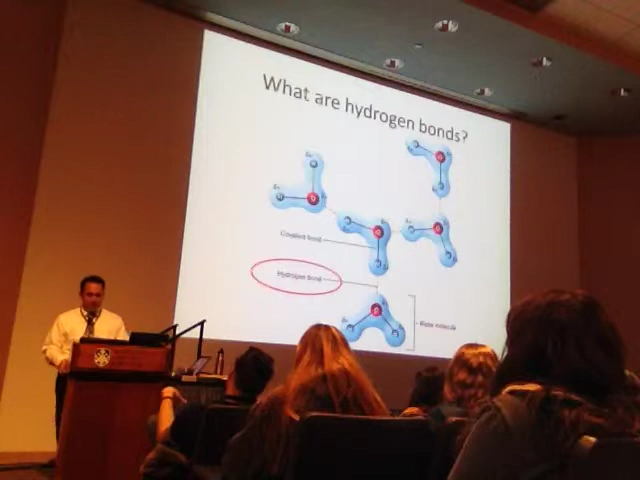 What are hydrogen bonds?
Covalent bond
Hydrogen bond
Water molecule